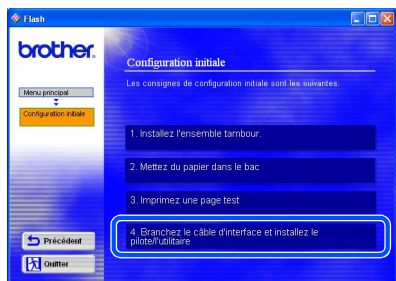 Flash
brother.
Configuration initiale
Les consignes de configuration initiale sont les suivantes.
Menu principal
Configuration initiale
1. Installez l'ensemble tambour.
2. Mettez du papier dans le bac
3. Imprimez une page test
4. Branchez le câble d'interface et installez le
pilote/l'utilitaire
Précédent
Quitter